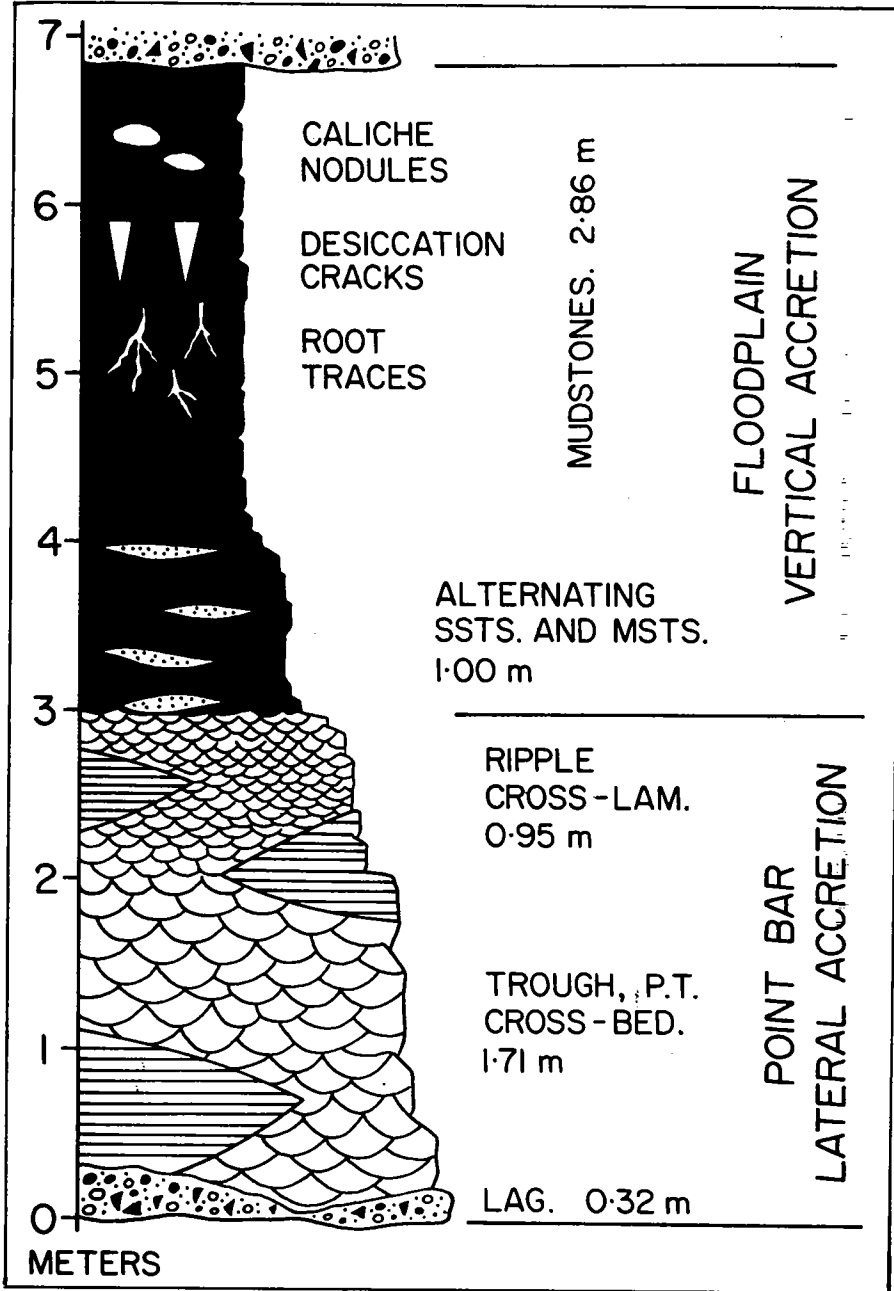 7
6
5
4
3
2
1
0
METERS
CALICHE
NODULES
DESICCATION
CRACKS
ROOT
TRACES
MUDSTONES. 2·86 m
FLOODPLAIN
VERTICAL ACCRETION
ALTERNATING
SSTS. AND MSTS.
1·00 m
RIPPLE
CROSS-LAM.
0·95 m
TROUGH, P.T.
CROSS-BED.
1·71 m
POINT BAR
LATERAL ACCRETION
LAG. 0·32 m